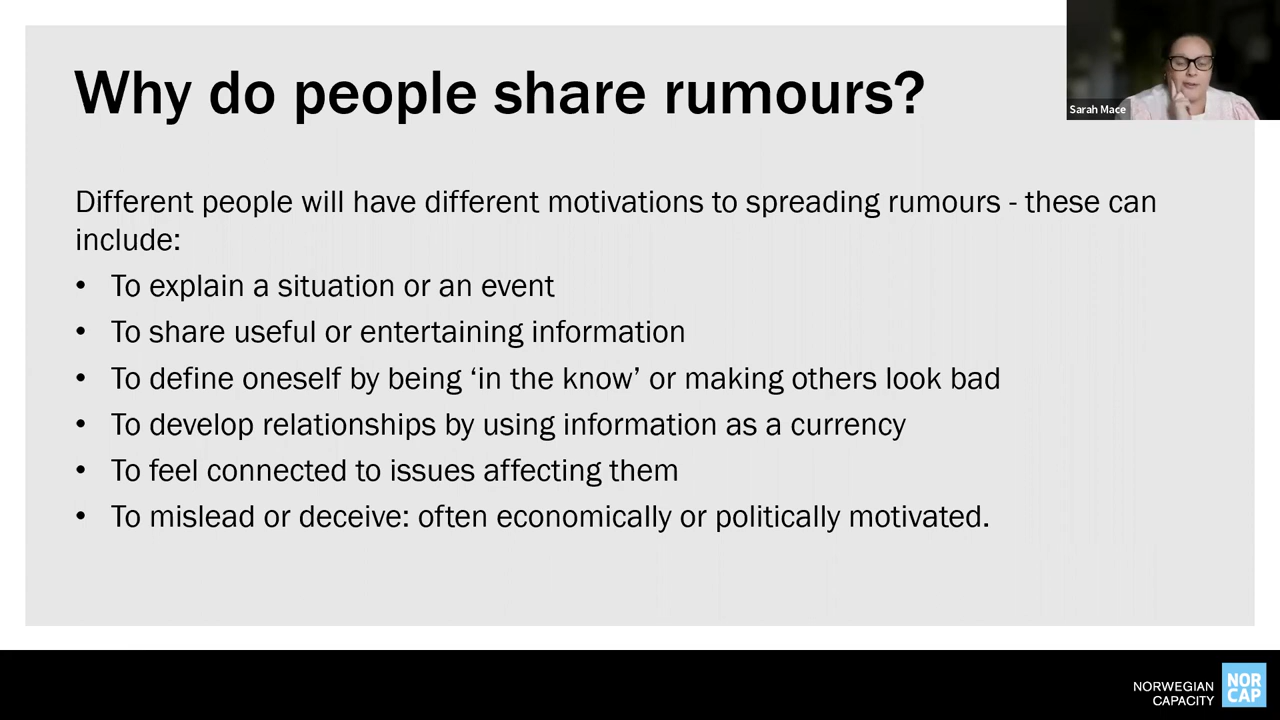 Why do people share rumours?
Sarah Mace
Different people will have different motivations to spreading rumours - these can
include:
• To explain a situation or an event
• To share useful or entertaining information
• To define oneself by being ‘in the know’ or making others look bad
• To develop relationships by using information as a currency
• To feel connected to issues affecting them
• To mislead or deceive: often economically or politically motivated.
NORWEGIAN
CAPACITY
NOR
CAP